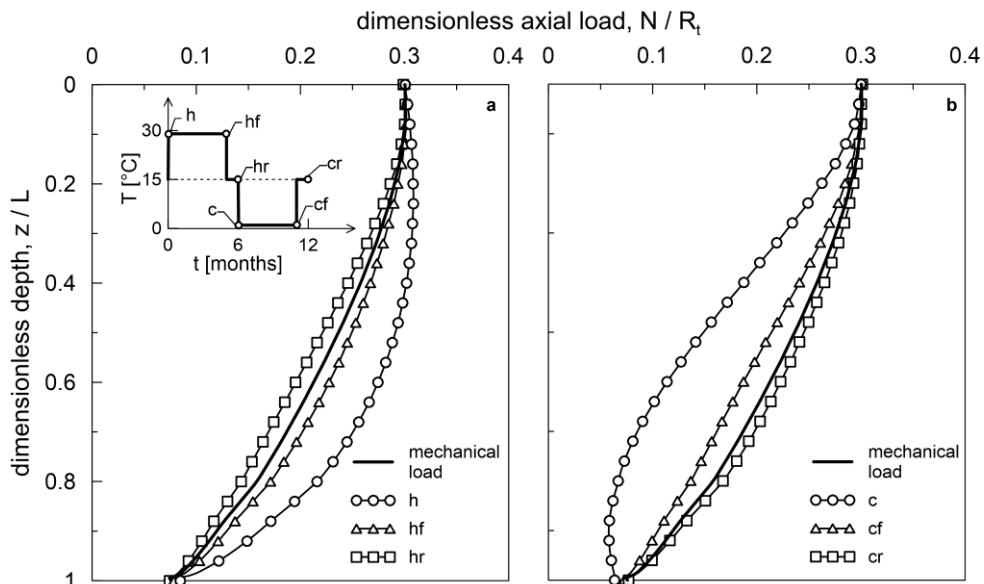 dimensionless axial load, N / Rt
0 0.1 0.2 0.3 0.4
0 0.1 0.2 0.3 0.4
dimensionless depth, z / L
0
0.2
0.4
0.6
0.8
1
a
T [°C]
30
15
0
h
hf
hr
cr
c
cf
0 6 12
t [months]
mechanical
load
h
hf
hr
b
mechanical
load
c
cf
cr